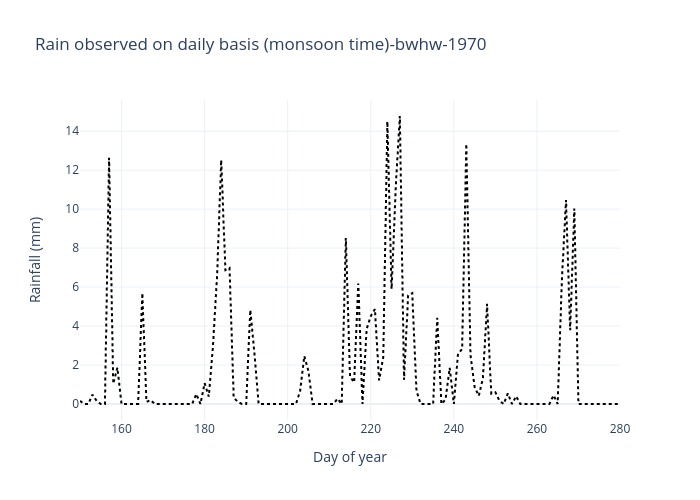 Rain observed on daily basis (monsoon time)-bwhw-1970
14
12
10
8
6
4
2
0
Rainfall (mm)
160 180 200 220 240 260 280
Day of year